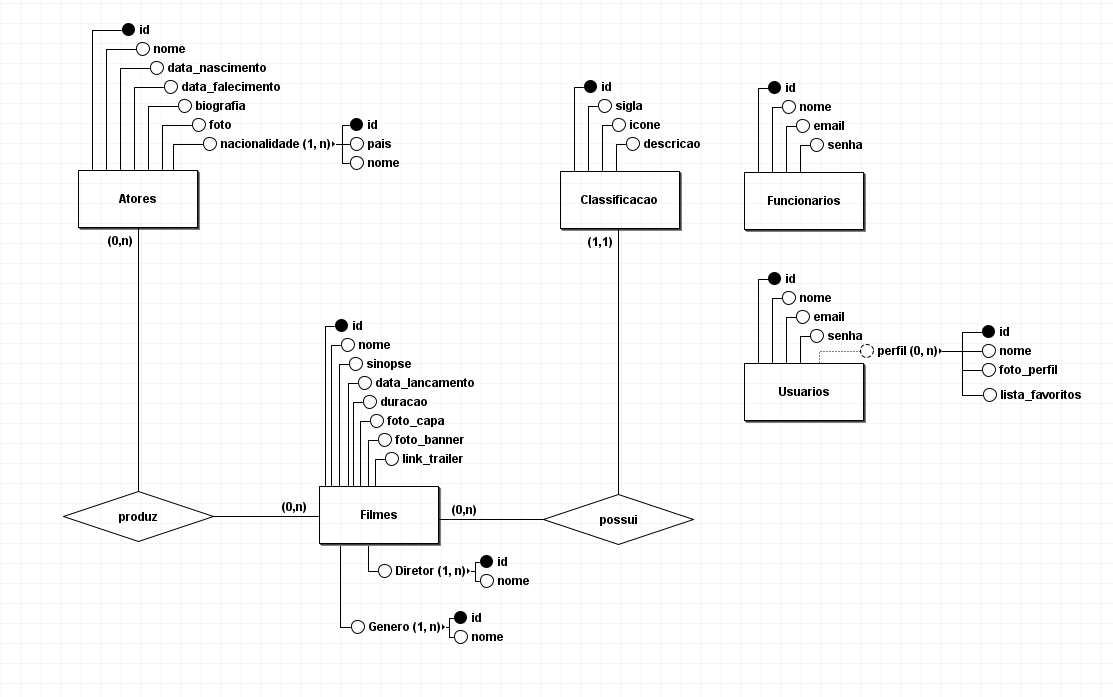 id
nome
data_nascimento
data_falecimento
biografia
foto
nacionalidade (1, n)
id
pais
nome
Atores
(0,n)
id
sigla
icone
descricao
Classificacao
(1,1)
id
nome
email
senha
Funcionarios
id
nome
email
senha
perfil (0, n)
id
nome
foto_perfil
lista_favoritos
Usuarios
id
nome
sinopse
data_lancamento
duracao
foto_capa
foto_banner
link_trailer
produz
(0,n)
Filmes
(0,n)
possui
Diretor (1, n)
id
nome
Genero (1, n)
id
nome